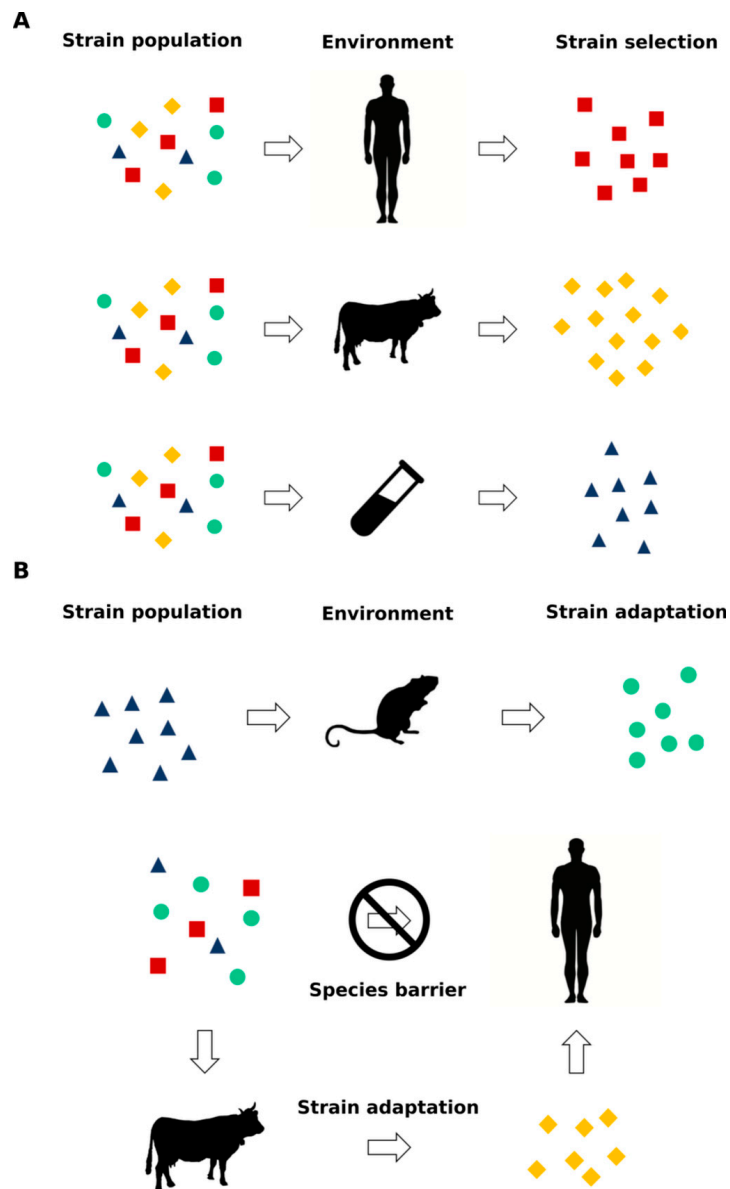 A
Strain population
Environment
Strain selection
B
Strain population
Environment
Strain adaptation
Species barrier
Strain adaptation